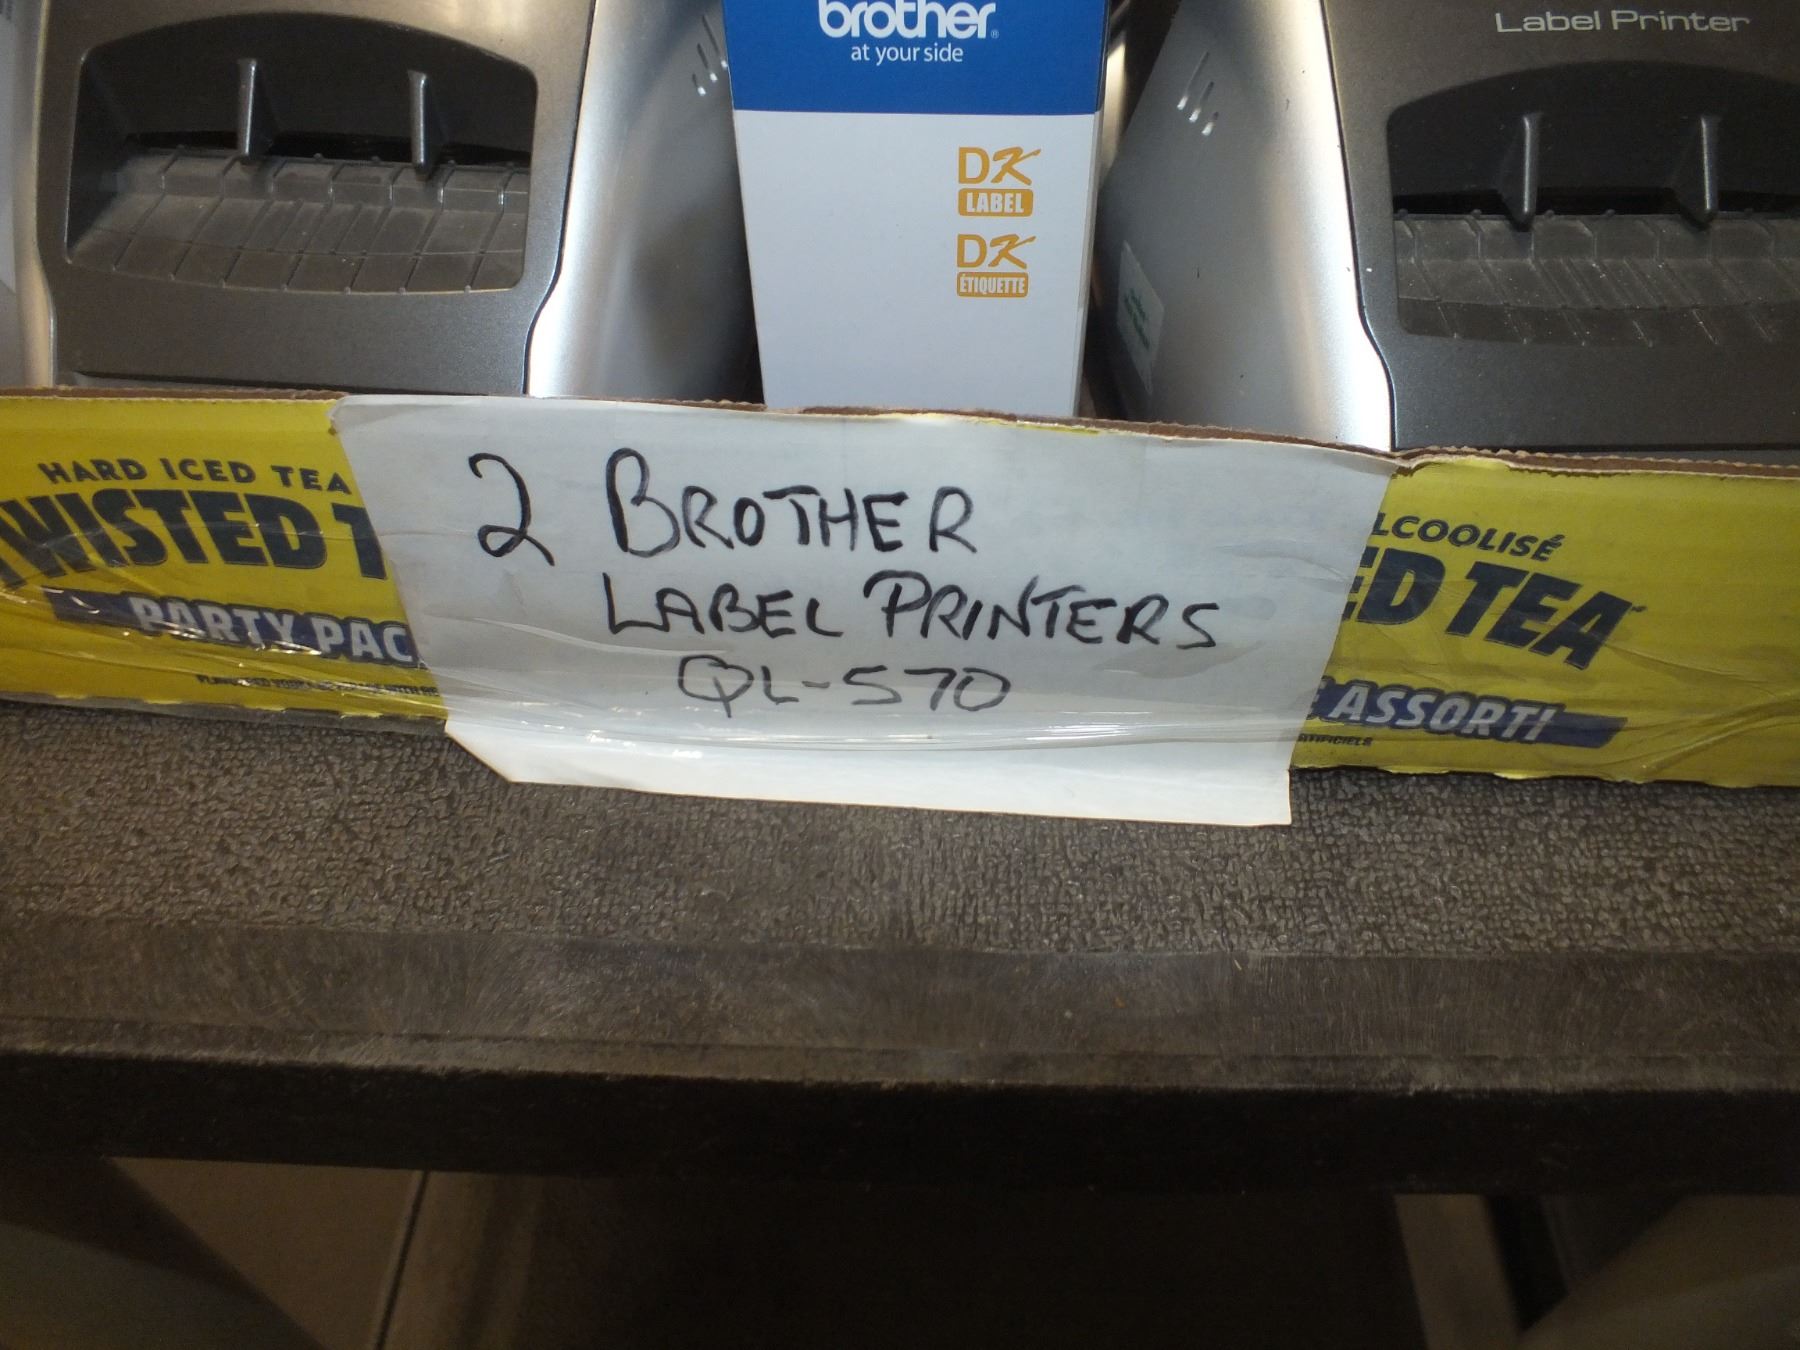 brother
at your side
Label Printer
DK
LABEL
DK
ÉTIQUETTE
2 BROTHER
LABEL PRINTERS
QL-570
HARD ICED TEA
TWISTED T
PARTY PAC
LCOOLISÉ
ED TEA
ASSORTI